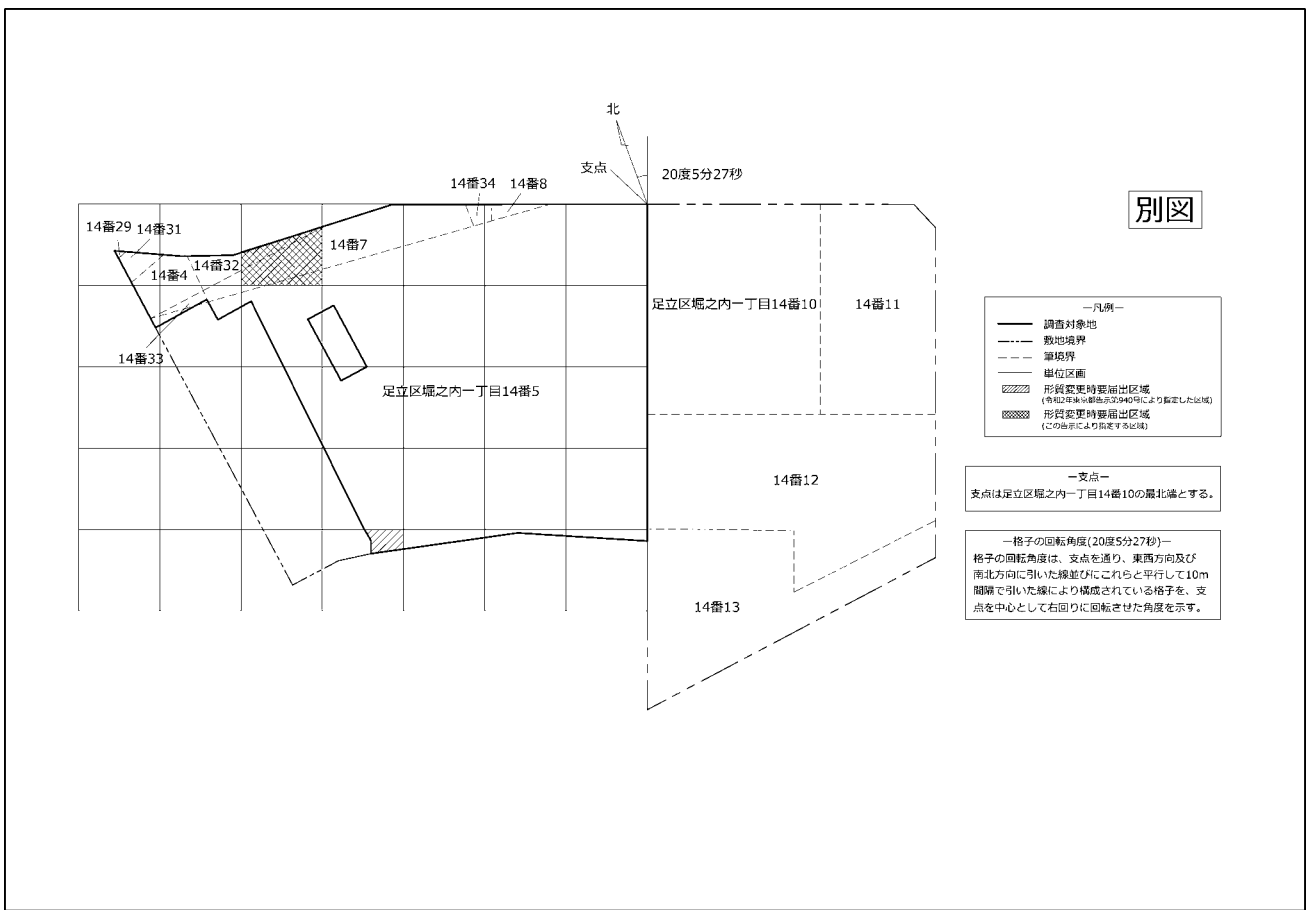 北
支点
20度5分27秒
別図
14番34
14番8
14番29
14番31
14番7
14番32
14番4
14番33
足立区堀之内一丁目14番10
14番11
足立区堀之内一丁目14番5
14番12
14番13
―凡例―
調査対象地
敷地境界
筆境界
単位区画
形質変更時要届出区域
(令和2年東京都告示第940号により指定した区域)
形質変更時要届出区域
(この告示により指定する区域)
―支点―
支点は足立区堀之内一丁目14番10の最北端とする。
―格子の回転角度(20度5分27秒)―
格子の回転角度は、支点を通り、東西方向及び
南北方向に引いた線並びにこれらと平行して10m
間隔で引いた線により構成されている格子を、支
点を中心として右回りに回転させた角度を示す。